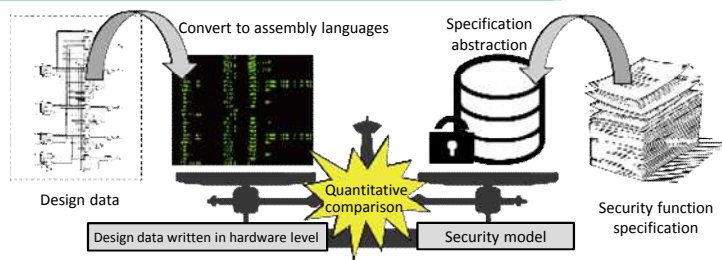 Convert to assembly languages
Specification
abstraction
Design data
Quantitative
comparison
Security function
specification
Design data written in hardware level
Security model